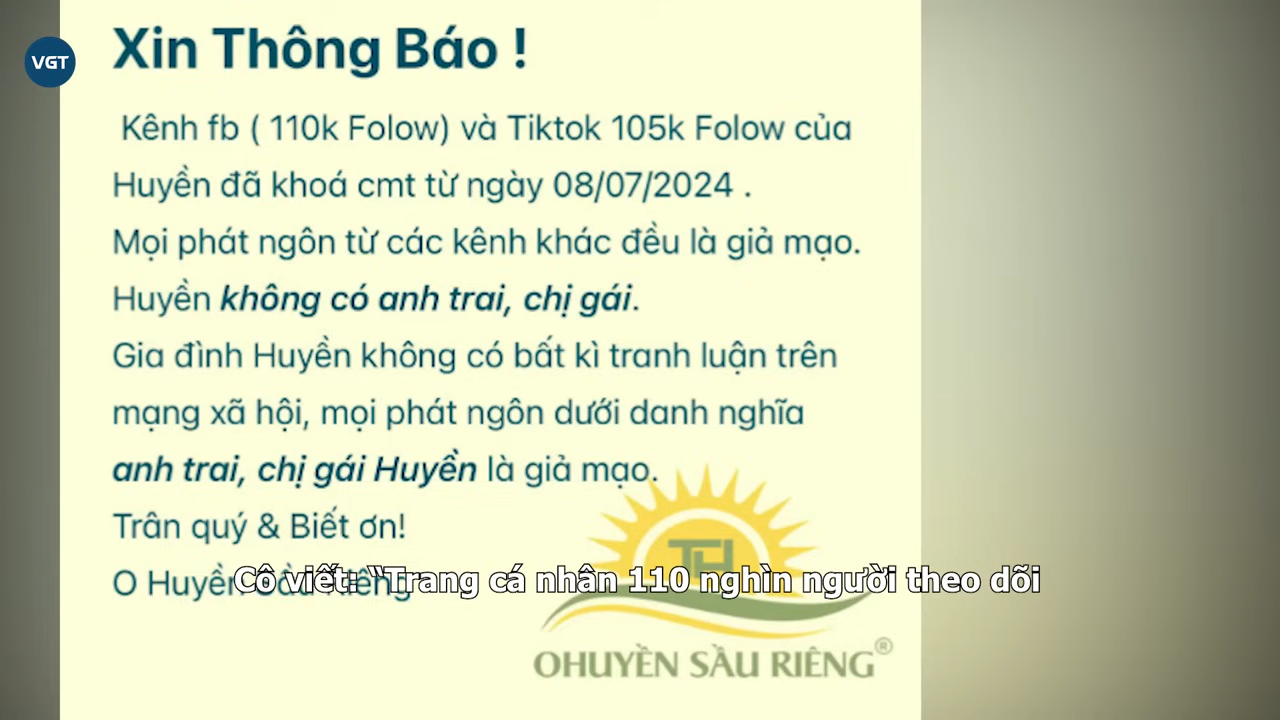 VGT
Xin Thông Báo !
Kênh fb ( 110k Folow) và Tiktok 105k Folow của
Huyền đã khoá cmt từ ngày 08/07/2024 .
Mọi phát ngôn từ các kênh khác đều là giả mạo.
Huyền không có anh trai, chị gái.
Gia đình Huyền không có bất kì tranh luận trên
mạng xã hội, mọi phát ngôn dưới danh nghĩa
anh trai, chị gái Huyền là giả mạo.
Trân quý & Biết ơn!
O Huyền Sầu Riêng
Cô viết: “Trang cá nhân 110 nghìn người theo dõi
TCH
OHUYỀN SẦU RIÊNG®